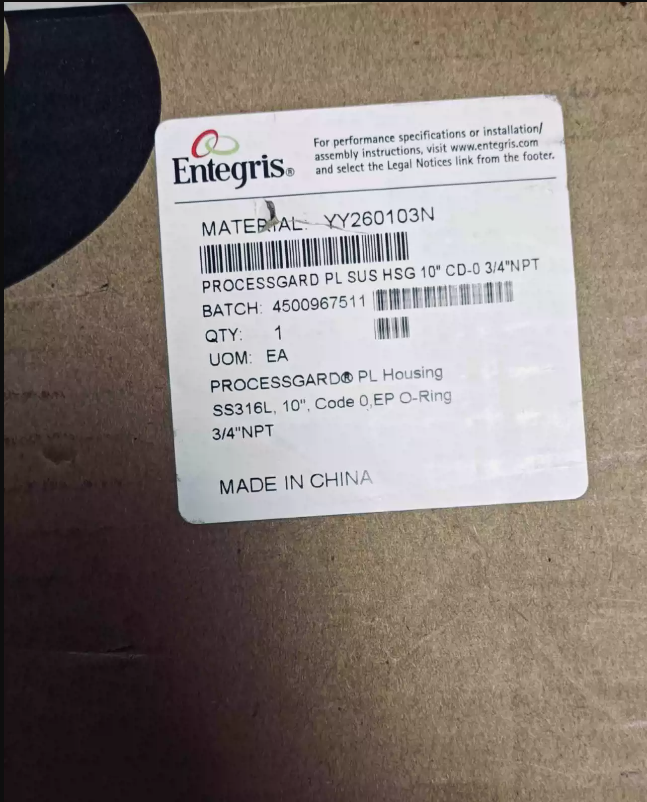 Entegris®
For performance specifications or installation/
assembly instructions, visit www.entegris.com
and select the Legal Notices link from the footer.
MATERIAL: YY260103N
PROCESSGARD PL SUS HSG 10" CD-0 3/4"NPT
BATCH: 4500967511
QTY: 1
UOM: EA
PROCESSGARD® PL Housing
SS316L, 10", Code 0,EP O-Ring
3/4"NPT
MADE IN CHINA